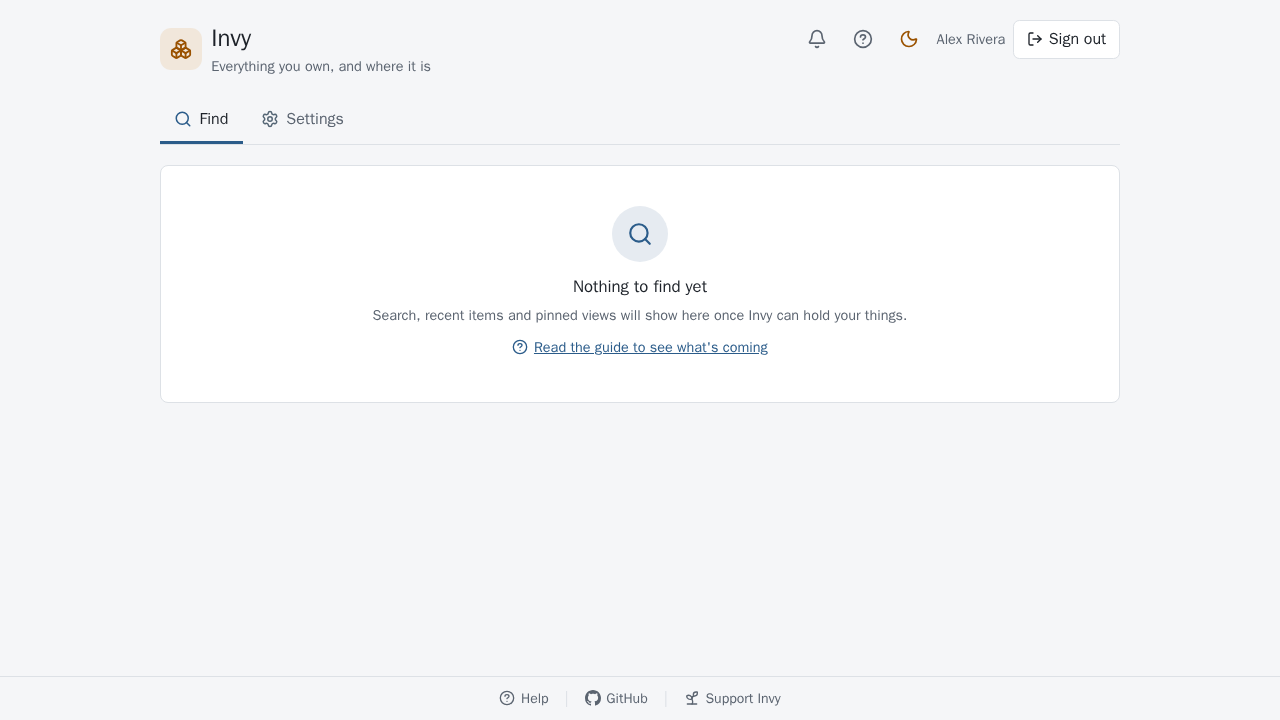 Invy
Everything you own, and where it is
Alex Rivera
Sign out
Find
Settings
Nothing to find yet
Search, recent items and pinned views will show here once Invy can hold your things.
Read the guide to see what's coming
Help
GitHub
Support Invy